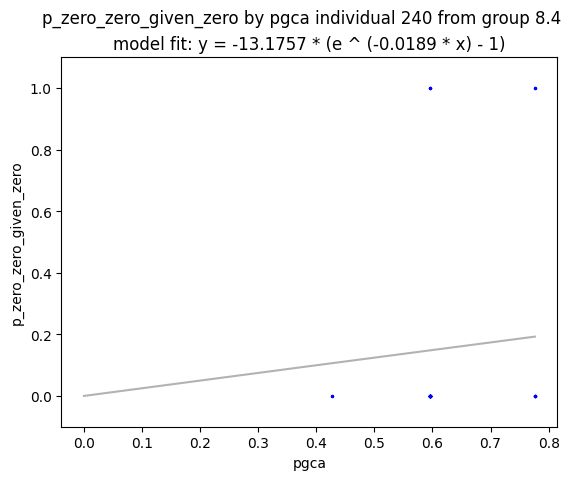 p_zero_zero_given_zero by pgca individual 240 from group 8.4
model fit: y = -13.1757 * (e ^ (-0.0189 * x) - 1)
1.0
0.8
0.6
0.4
0.2
0.0
p_zero_zero_given_zero
0.0 0.1 0.2 0.3 0.4 0.5 0.6 0.7 0.8
pgca